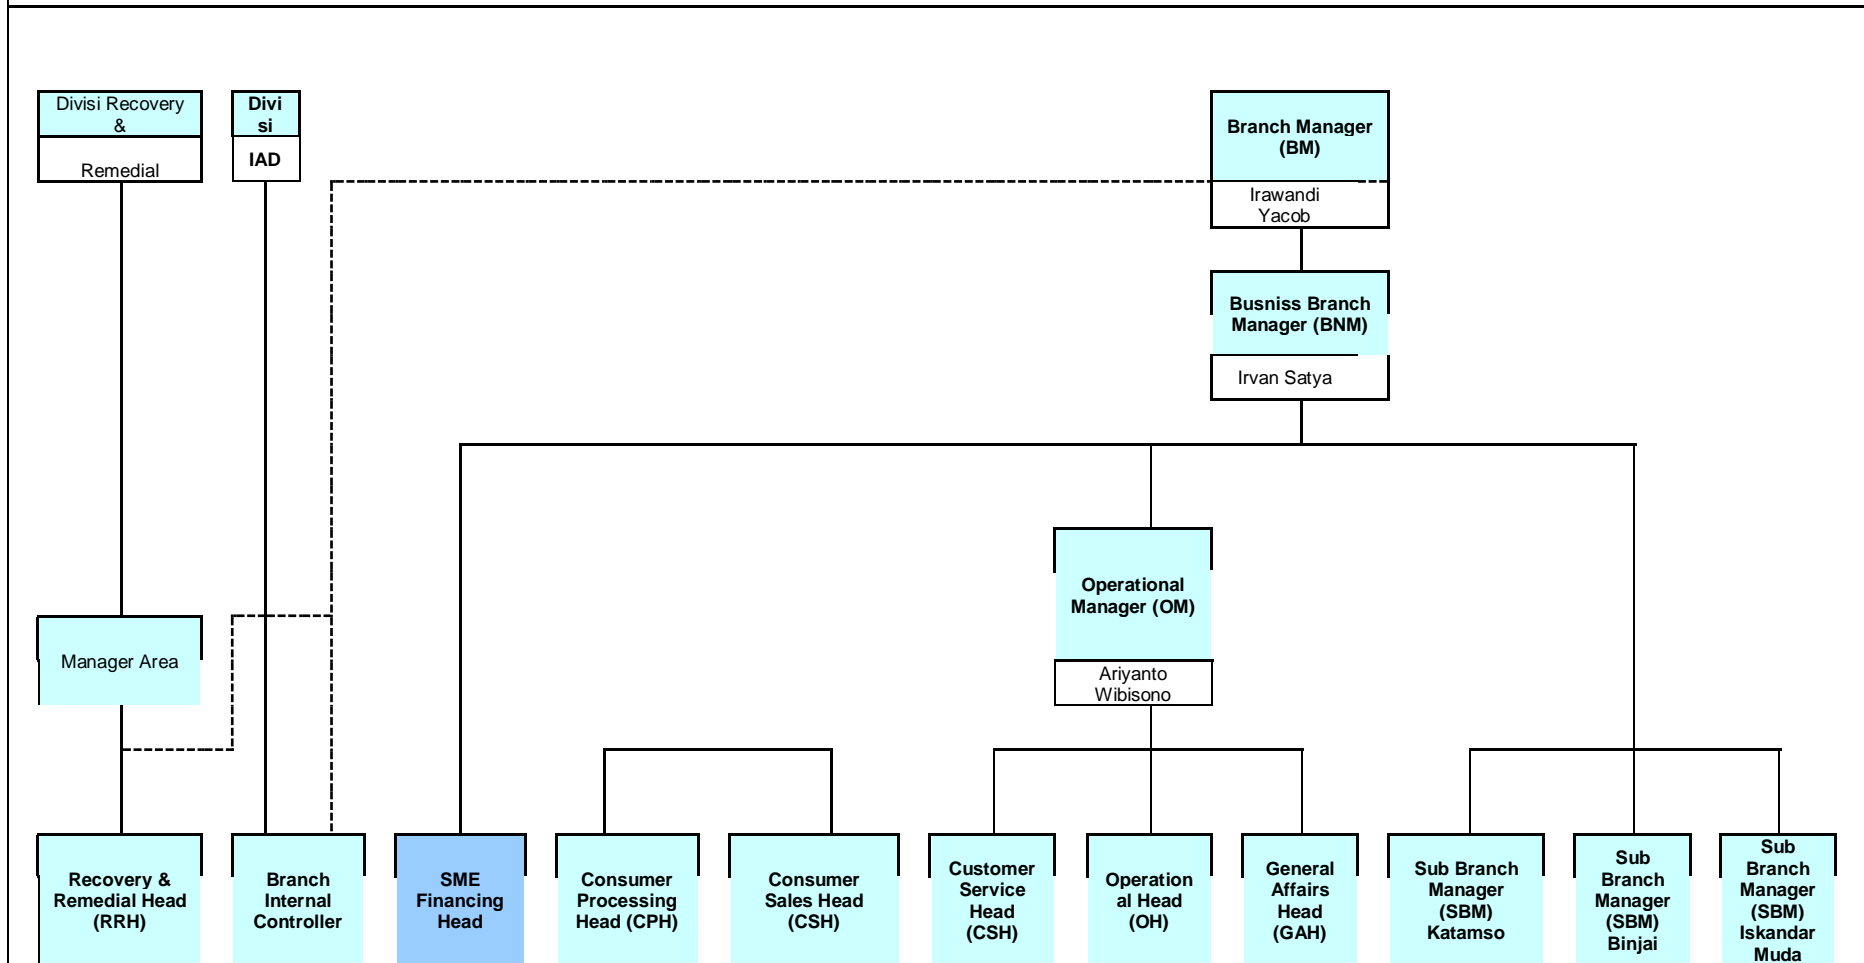 Divisi Recovery
&
Remedial
Divi
si
IAD
Branch Manager
(BM)
Irawandi
Yacob
Busniss Branch
Manager (BNM)
Irvan Satya
Operational
Manager (OM)
Ariyanto
Wibisono
Manager Area
Recovery &
Remedial Head
(RRH)
Branch
Internal
Controller
SME
Financing
Head
Consumer
Processing
Head (CPH)
Consumer
Sales Head
(CSH)
Customer
Service
Head
(CSH)
Operation
al Head
(OH)
General
Affairs
Head
(GAH)
Sub Branch
Manager
(SBM)
Katamso
Sub
Branch
Manager
(SBM)
Binjai
Sub
Branch
Manager
(SBM)
Iskandar
Muda